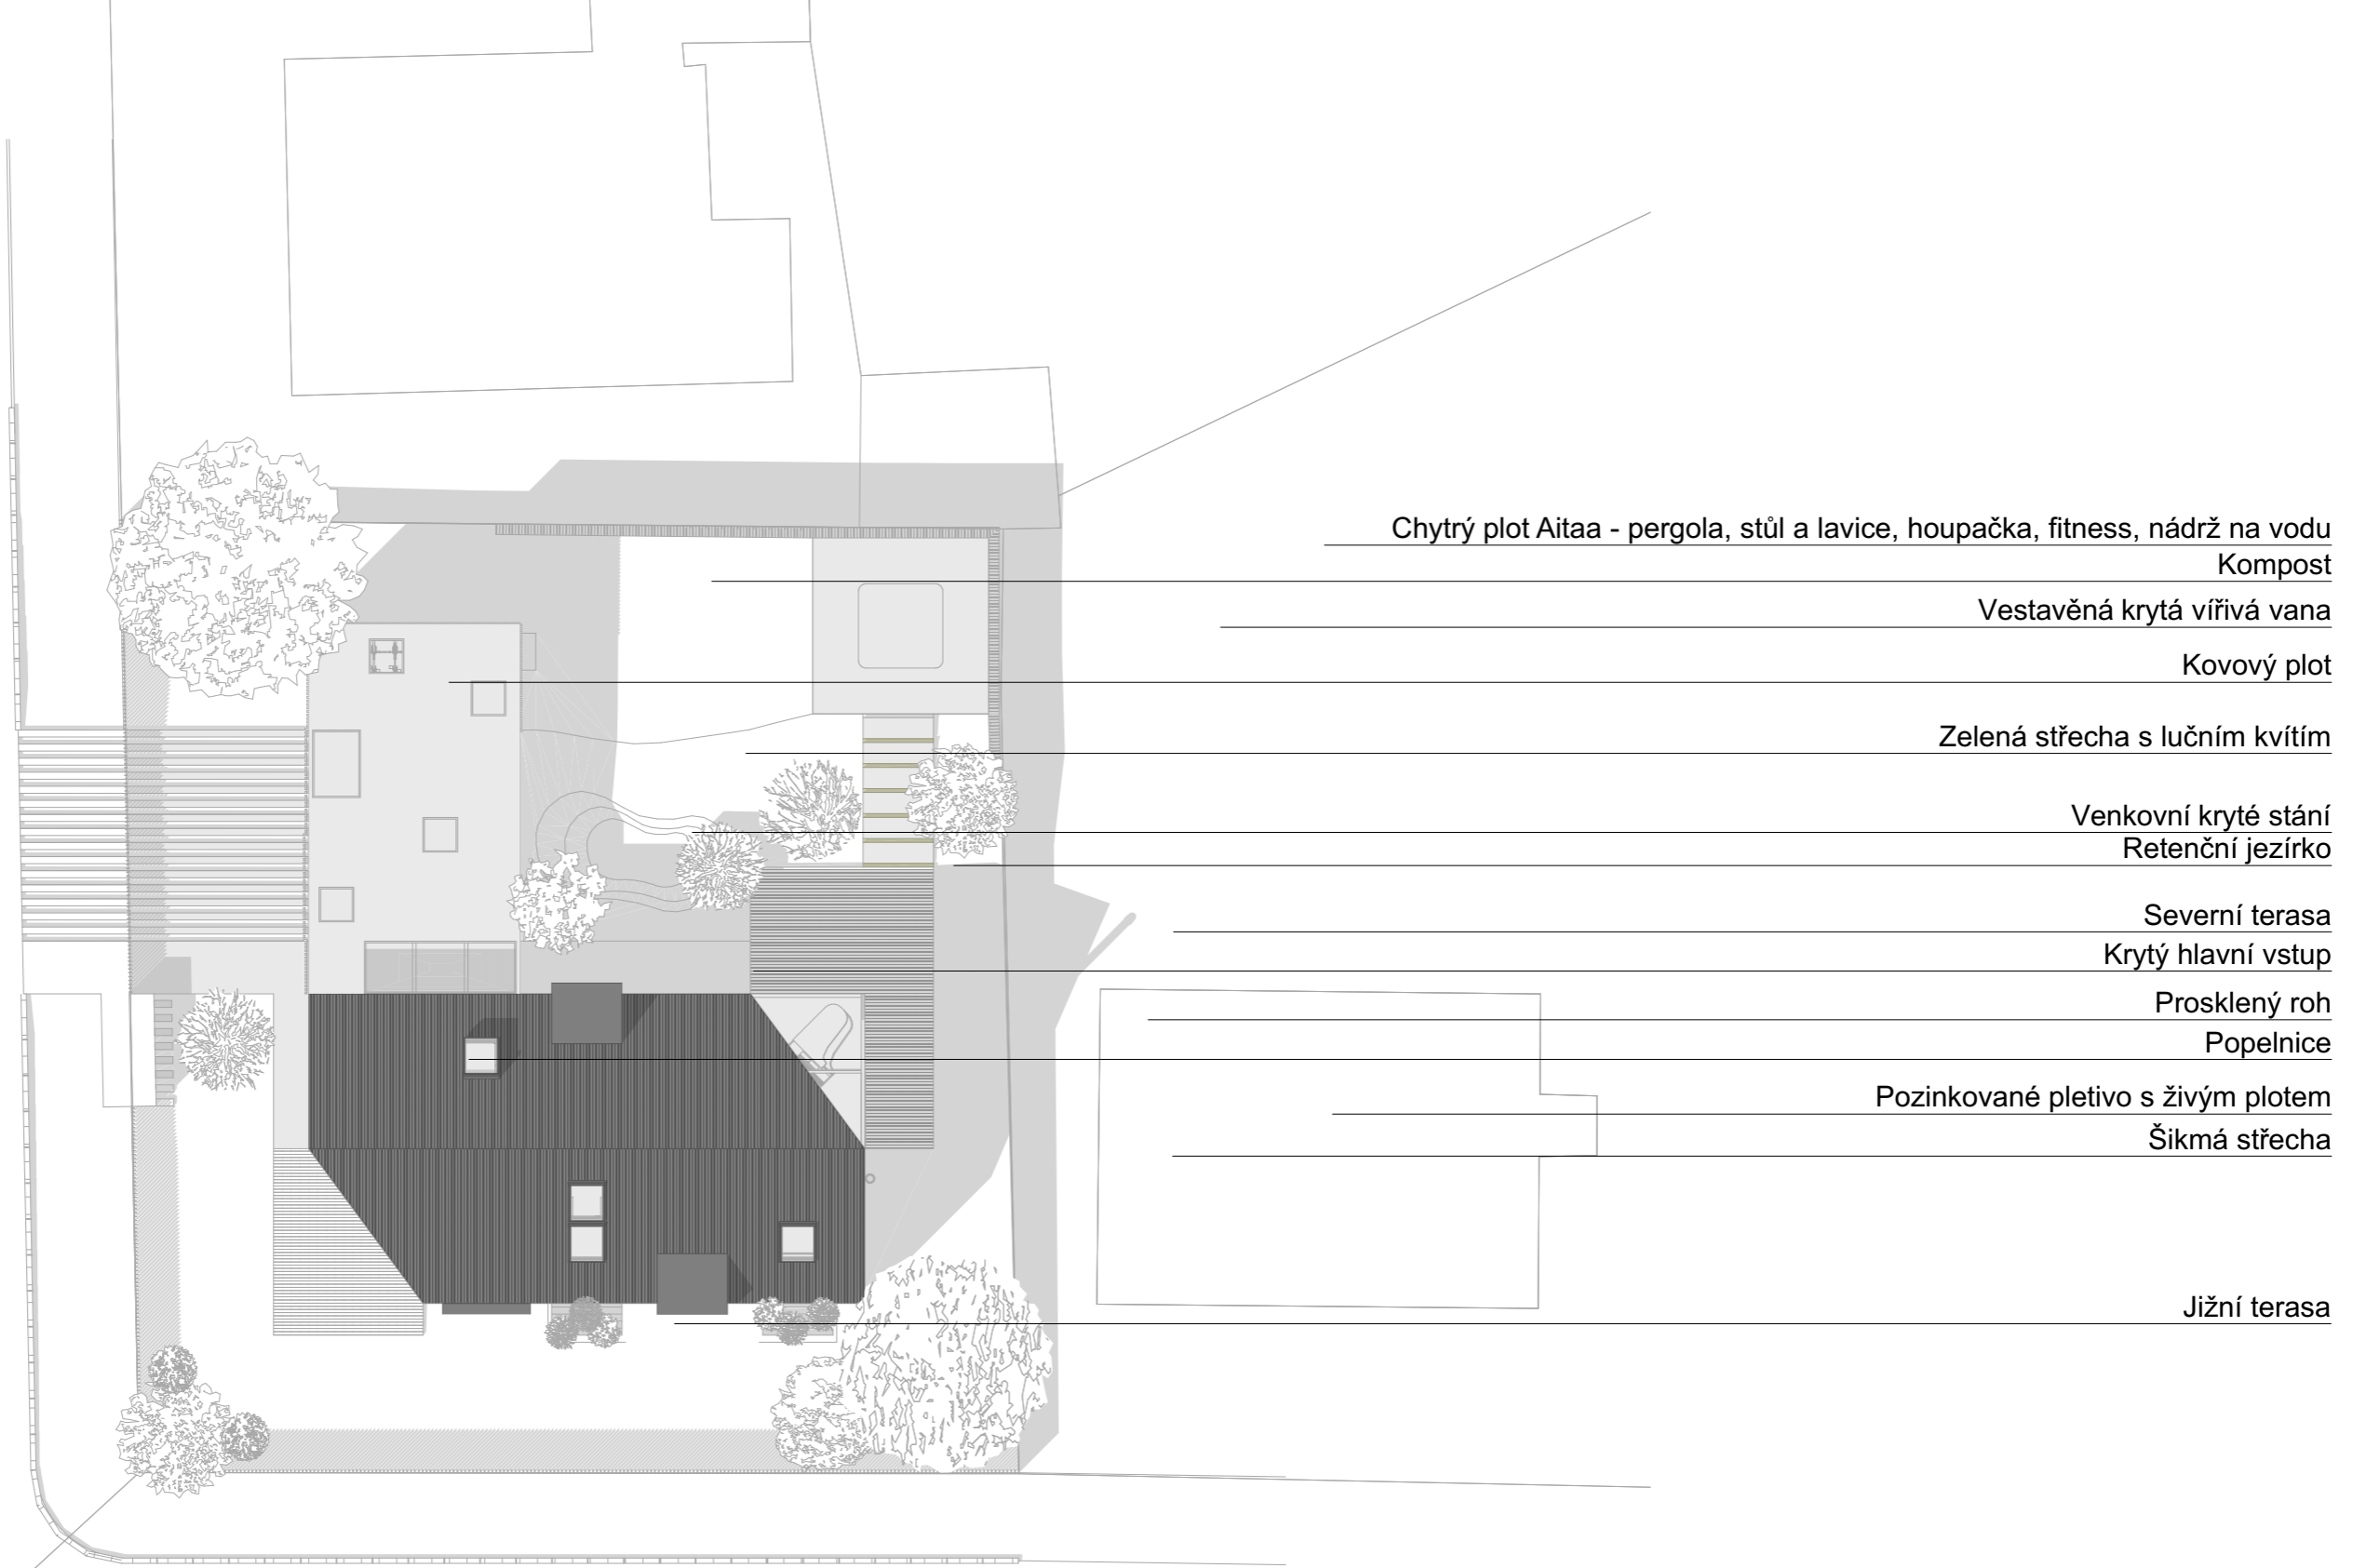 Chytrý plot Aitaa - pergola, stůl a lavice, houpačka, fitness, nádrž na vodu
Kompost
Vestavěná krytá vířivá vana
Kovový plot
Zelená střecha s lučním kvítím
Venkovní kryté stání
Retenční jezírko
Severní terasa
Krytý hlavní vstup
Prosklený roh
Popelnice
Pozinkované pletivo s živým plotem
Šikmá střecha
Jižní terasa